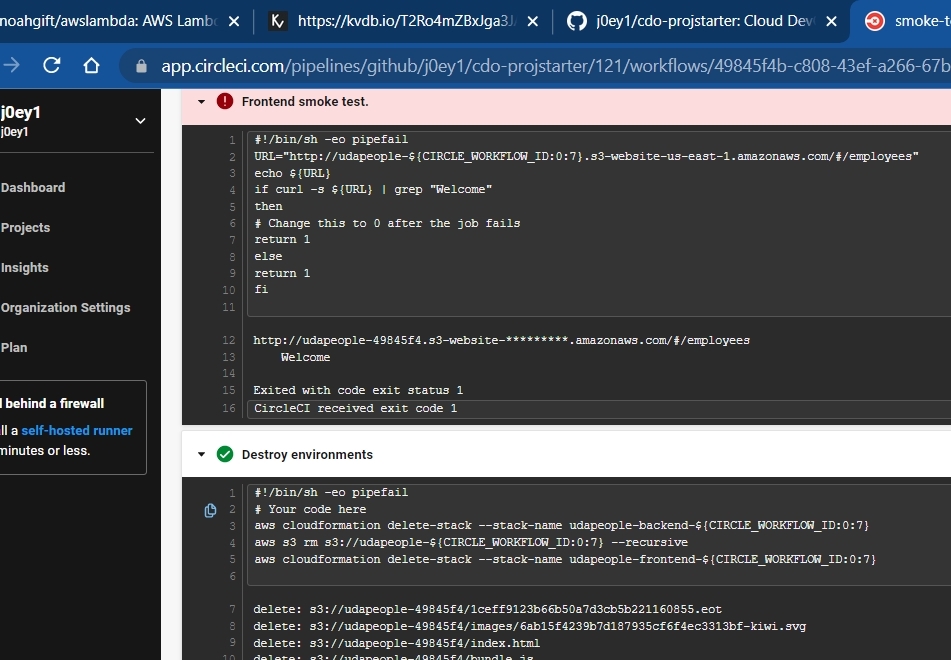 noahgift/awslambda: AWS Lamb
https://kvdb.io/T2Ro4mZBxJga3J
j0ey1/cdo-projstarter: Cloud Dev
smoke-t
app.circleci.com/pipelines/github/j0ey1/cdo-projstarter/121/workflows/49845f4b-c808-43ef-a266-67b
j0ey1
j0ey1
Dashboard
Projects
Insights
Organization Settings
Plan
behind a firewall
ll a self-hosted runner
minutes or less.
Frontend smoke test.
1 #!/bin/sh -eo pipefail
2 URL="http://udapeople-${CIRCLE_WORKFLOW_ID:0:7}.s3-website-us-east-1.amazonaws.com/#/employees"
3 echo ${URL}
4 if curl -s ${URL} | grep "Welcome"
5 then
6 # Change this to 0 after the job fails
7 return 1
8 else
9 return 1
10 fi
11
12 http://udapeople-49845f4.s3-website-*********.amazonaws.com/#/employees
13 Welcome
14
15 Exited with code exit status 1
16 CircleCI received exit code 1
Destroy environments
1 #!/bin/sh -eo pipefail
2 # Your code here
3 aws cloudformation delete-stack --stack-name udapeople-backend-${CIRCLE_WORKFLOW_ID:0:7}
4 aws s3 rm s3://udapeople-${CIRCLE_WORKFLOW_ID:0:7} --recursive
5 aws cloudformation delete-stack --stack-name udapeople-frontend-${CIRCLE_WORKFLOW_ID:0:7}
6
7 delete: s3://udapeople-49845f4/1ceff9123b66b50a7d3cb5b221160855.eot
8 delete: s3://udapeople-49845f4/images/6ab15f4239b7d187935cf6f4ec3313bf-kiwi.svg
9 delete: s3://udapeople-49845f4/index.html
10 delete: s3://udapeople-49845f4/bundle.js